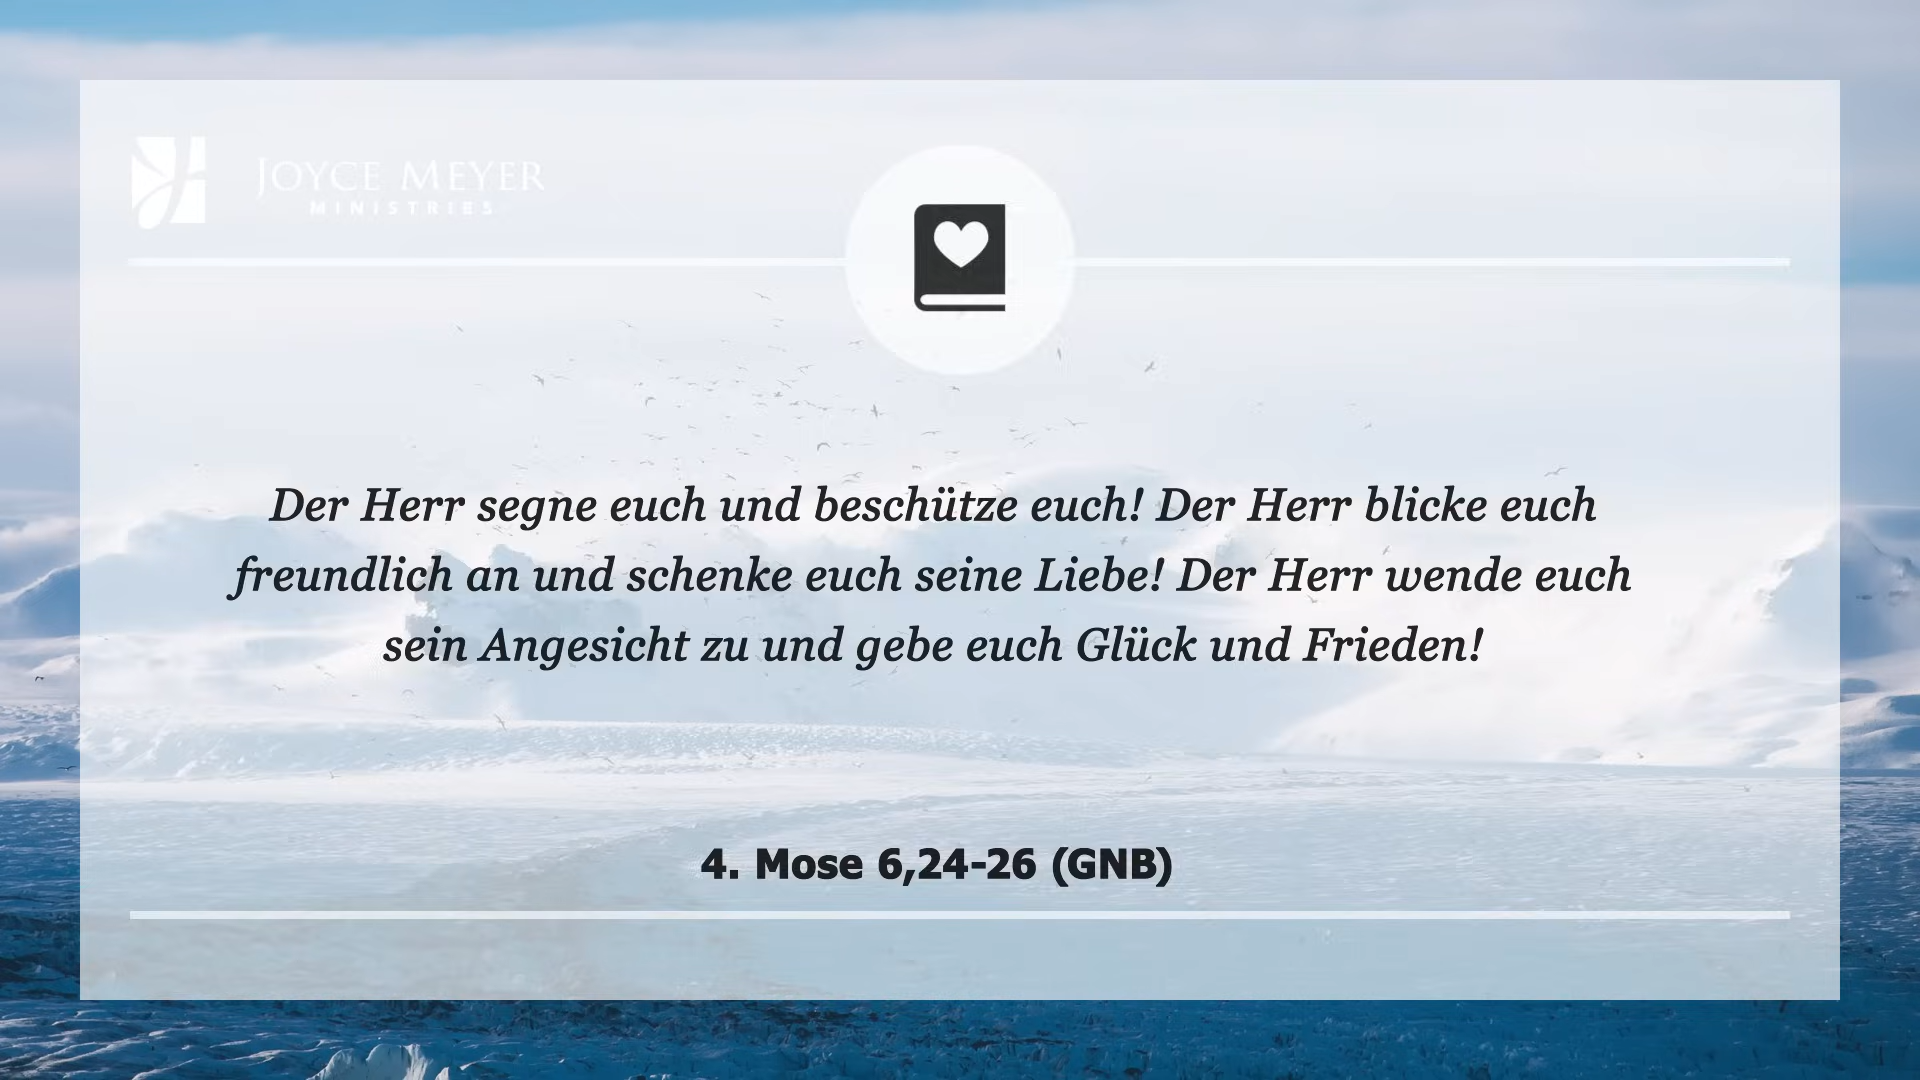 JOYCE MEYER
MINISTRIES
Der Herr segne euch und beschütze euch! Der Herr blicke euch
freundlich an und schenke euch seine Liebe! Der Herr wende euch
sein Angesicht zu und gebe euch Glück und Frieden!
4. Mose 6,24-26 (GNB)